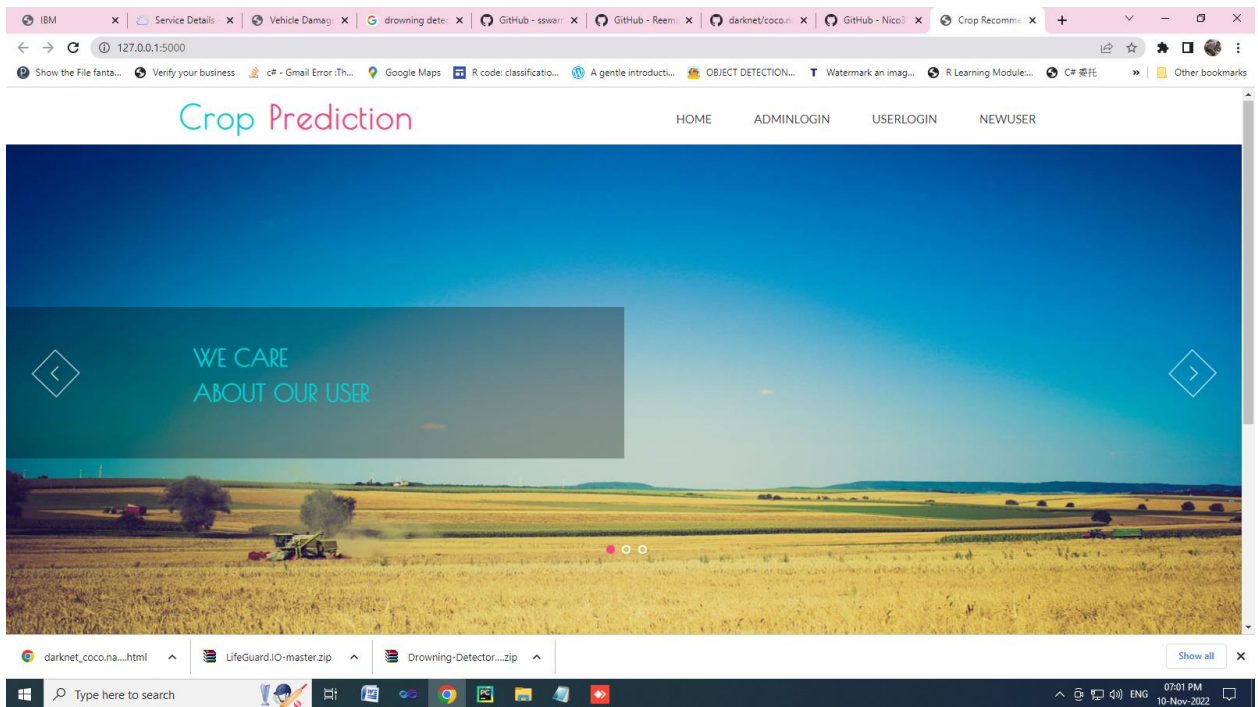 IBM
Service Details
Vehicle Damag
drowning detec
GitHub - sswarn
GitHub - Reem
darknet/coco.n
GitHub - Nico3
Crop Recomme
127.0.0.1:5000
Show the File fanta...
Verify your business
c# - Gmail Error :Th...
Google Maps
R code: classificatio...
A gentle introducti...
OBJECT DETECTION...
Watermark an imag...
R Learning Module:...
C# 委托
»
Other bookmarks
Crop Prediction
HOME ADMINLOGIN USERLOGIN NEWUSER
WE CARE
ABOUT OUR USER
darknet_coco.na....html
LifeGuard.IO-master.zip
Drowning-Detector....zip
Show all
Type here to search
ENG
07:01 PM
10-Nov-2022